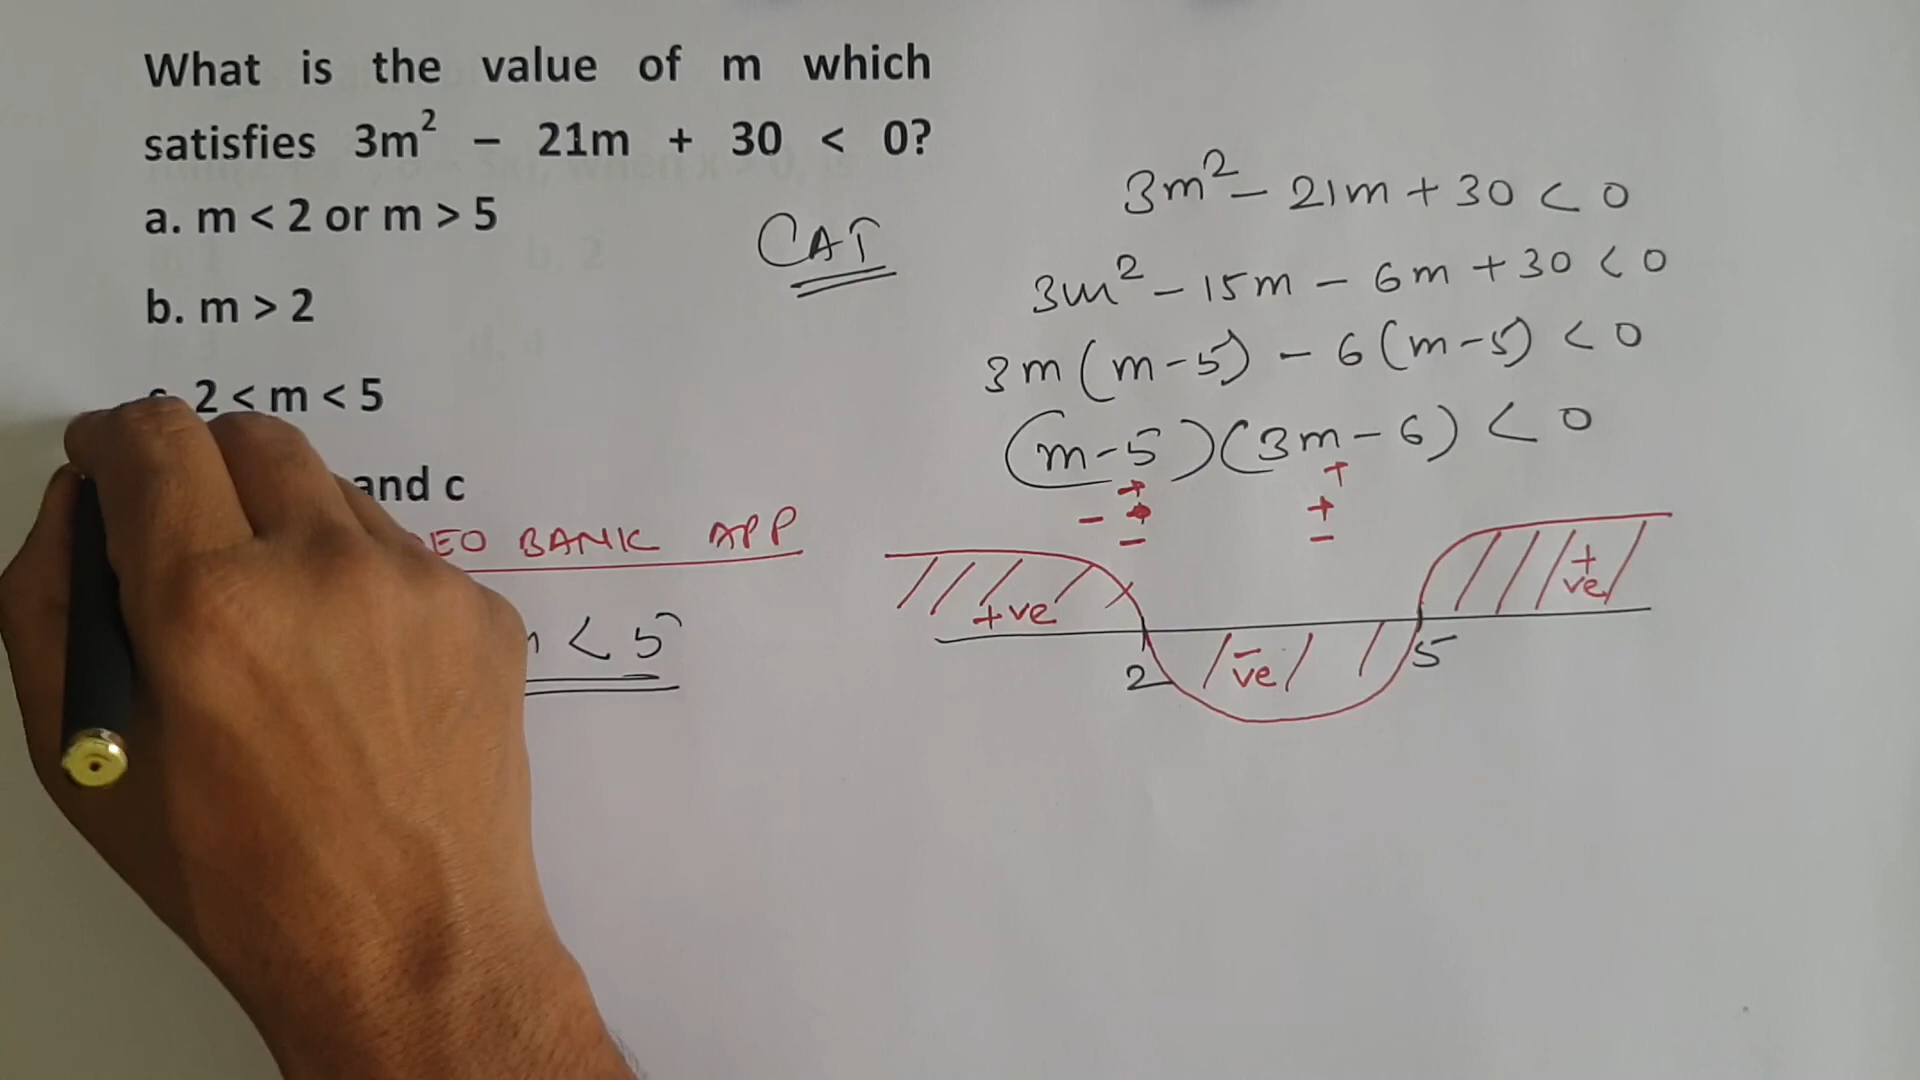 What is the value of m which
satisfies 3m² – 21m + 30 < 0?
a. m < 2 or m > 5
b. m > 2
2 < m < 5
and c
CAT
EO BANK APP
< 5
3m² - 21m + 30 < 0
3m² - 15m - 6m + 30 < 0
3m (m-5) - 6 (m-5) < 0
(m-5)(3m-6) < 0
+ +
- + +
- -
+ve -ve +ve
2 5